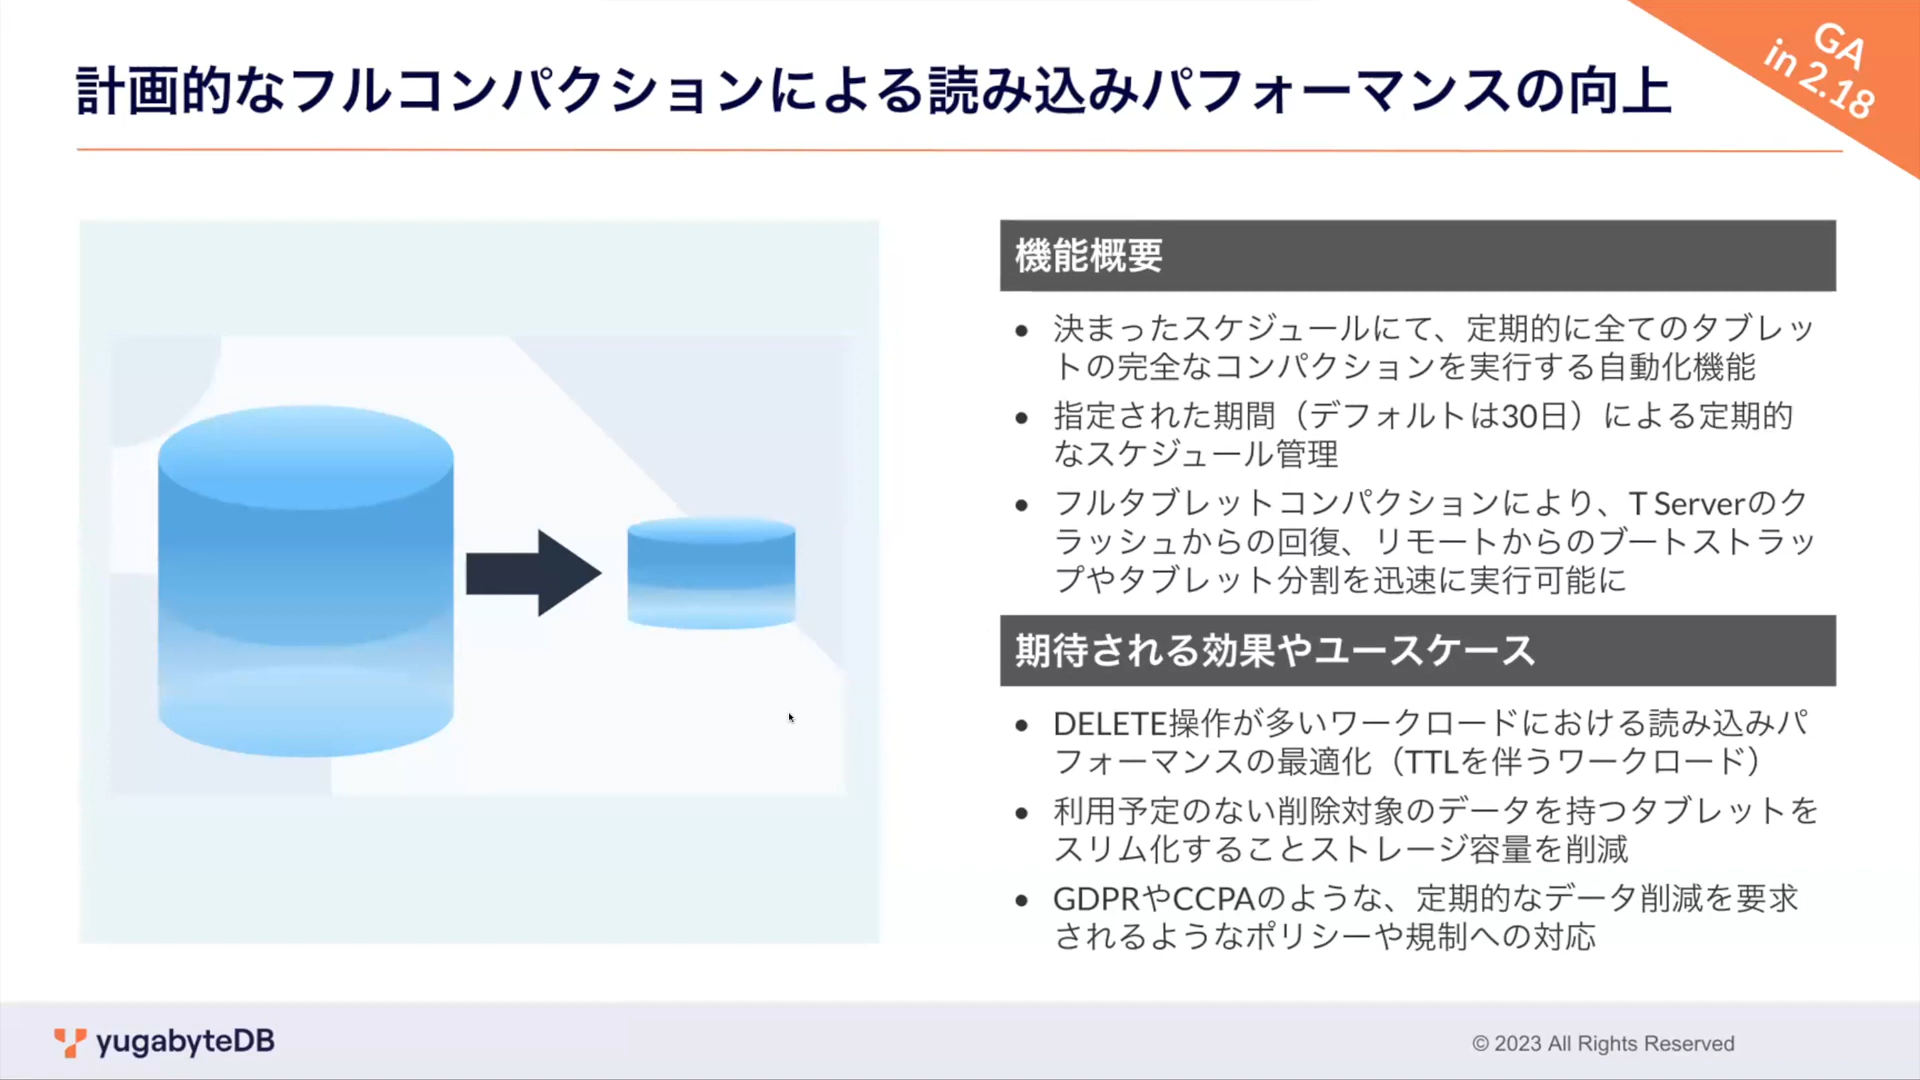 計画的なフルコンパクションによる読み込みパフォーマンスの向上
GA
in 2.18
機能概要
● 決まったスケジュールにて、定期的に全てのタブレッ
トの完全なコンパクションを実行する自動化機能
● 指定された期間（デフォルトは30日）による定期的
なスケジュール管理
● フルタブレットコンパクションにより、T Serverのク
ラッシュからの回復、リモートからのブートストラッ
プやタブレット分割を迅速に実行可能に
期待される効果やユースケース
● DELETE操作が多いワークロードにおける読み込みパ
フォーマンスの最適化（TTLを伴うワークロード）
● 利用予定のない削除対象のデータを持つタブレットを
スリム化することストレージ容量を削減
● GDPRやCCPAのような、定期的なデータ削減を要求
されるようなポリシーや規制への対応
yugabyteDB
© 2023 All Rights Reserved